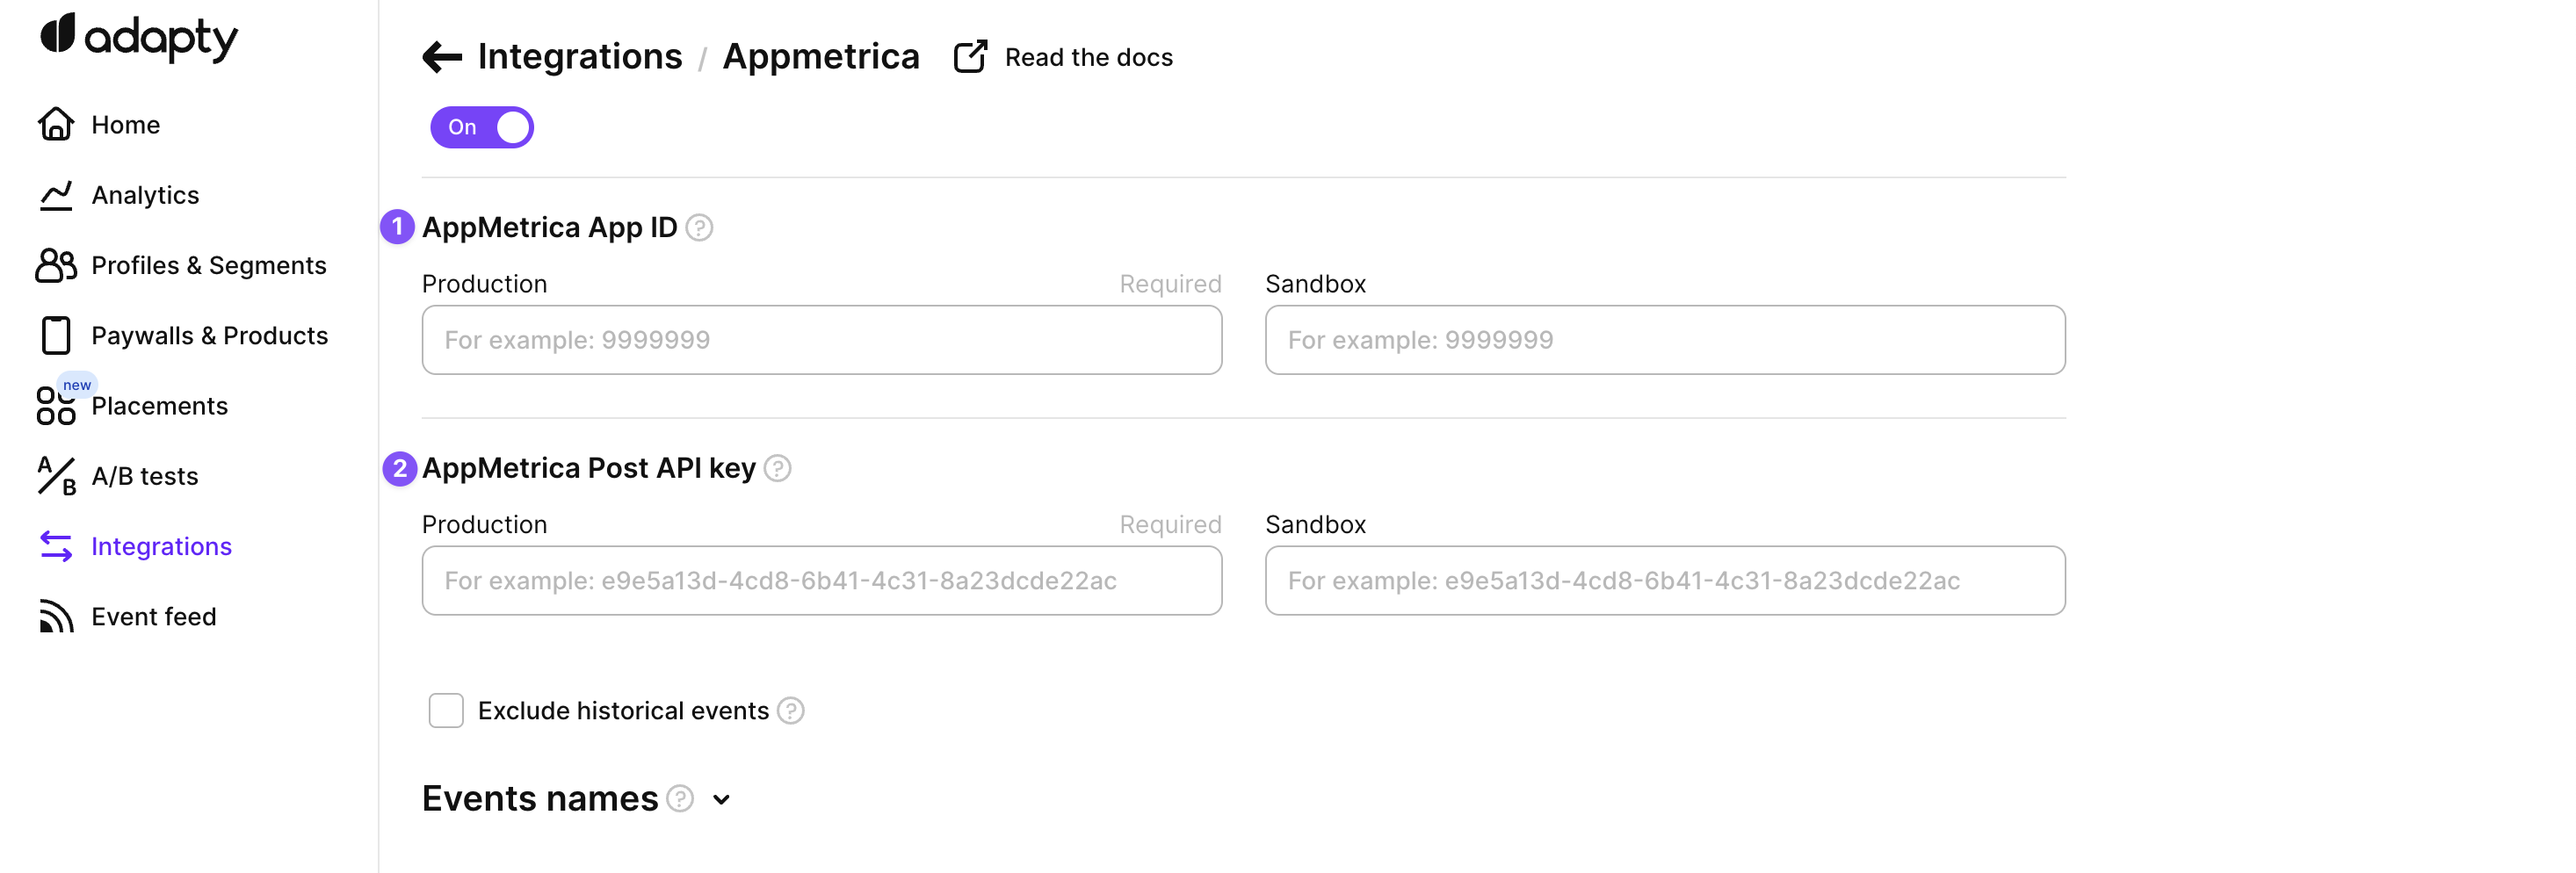 adapty
Home
Analytics
Profiles & Segments
Paywalls & Products
new
Placements
A/B tests
Integrations
Event feed
Integrations / Appmetrica Read the docs
On
1 AppMetrica App ID ?
Production Required Sandbox
For example: 9999999 For example: 9999999
2 AppMetrica Post API key ?
Production Required Sandbox
For example: e9e5a13d-4cd8-6b41-4c31-8a23dcde22ac For example: e9e5a13d-4cd8-6b41-4c31-8a23dcde22ac
Exclude historical events ?
Events names ?